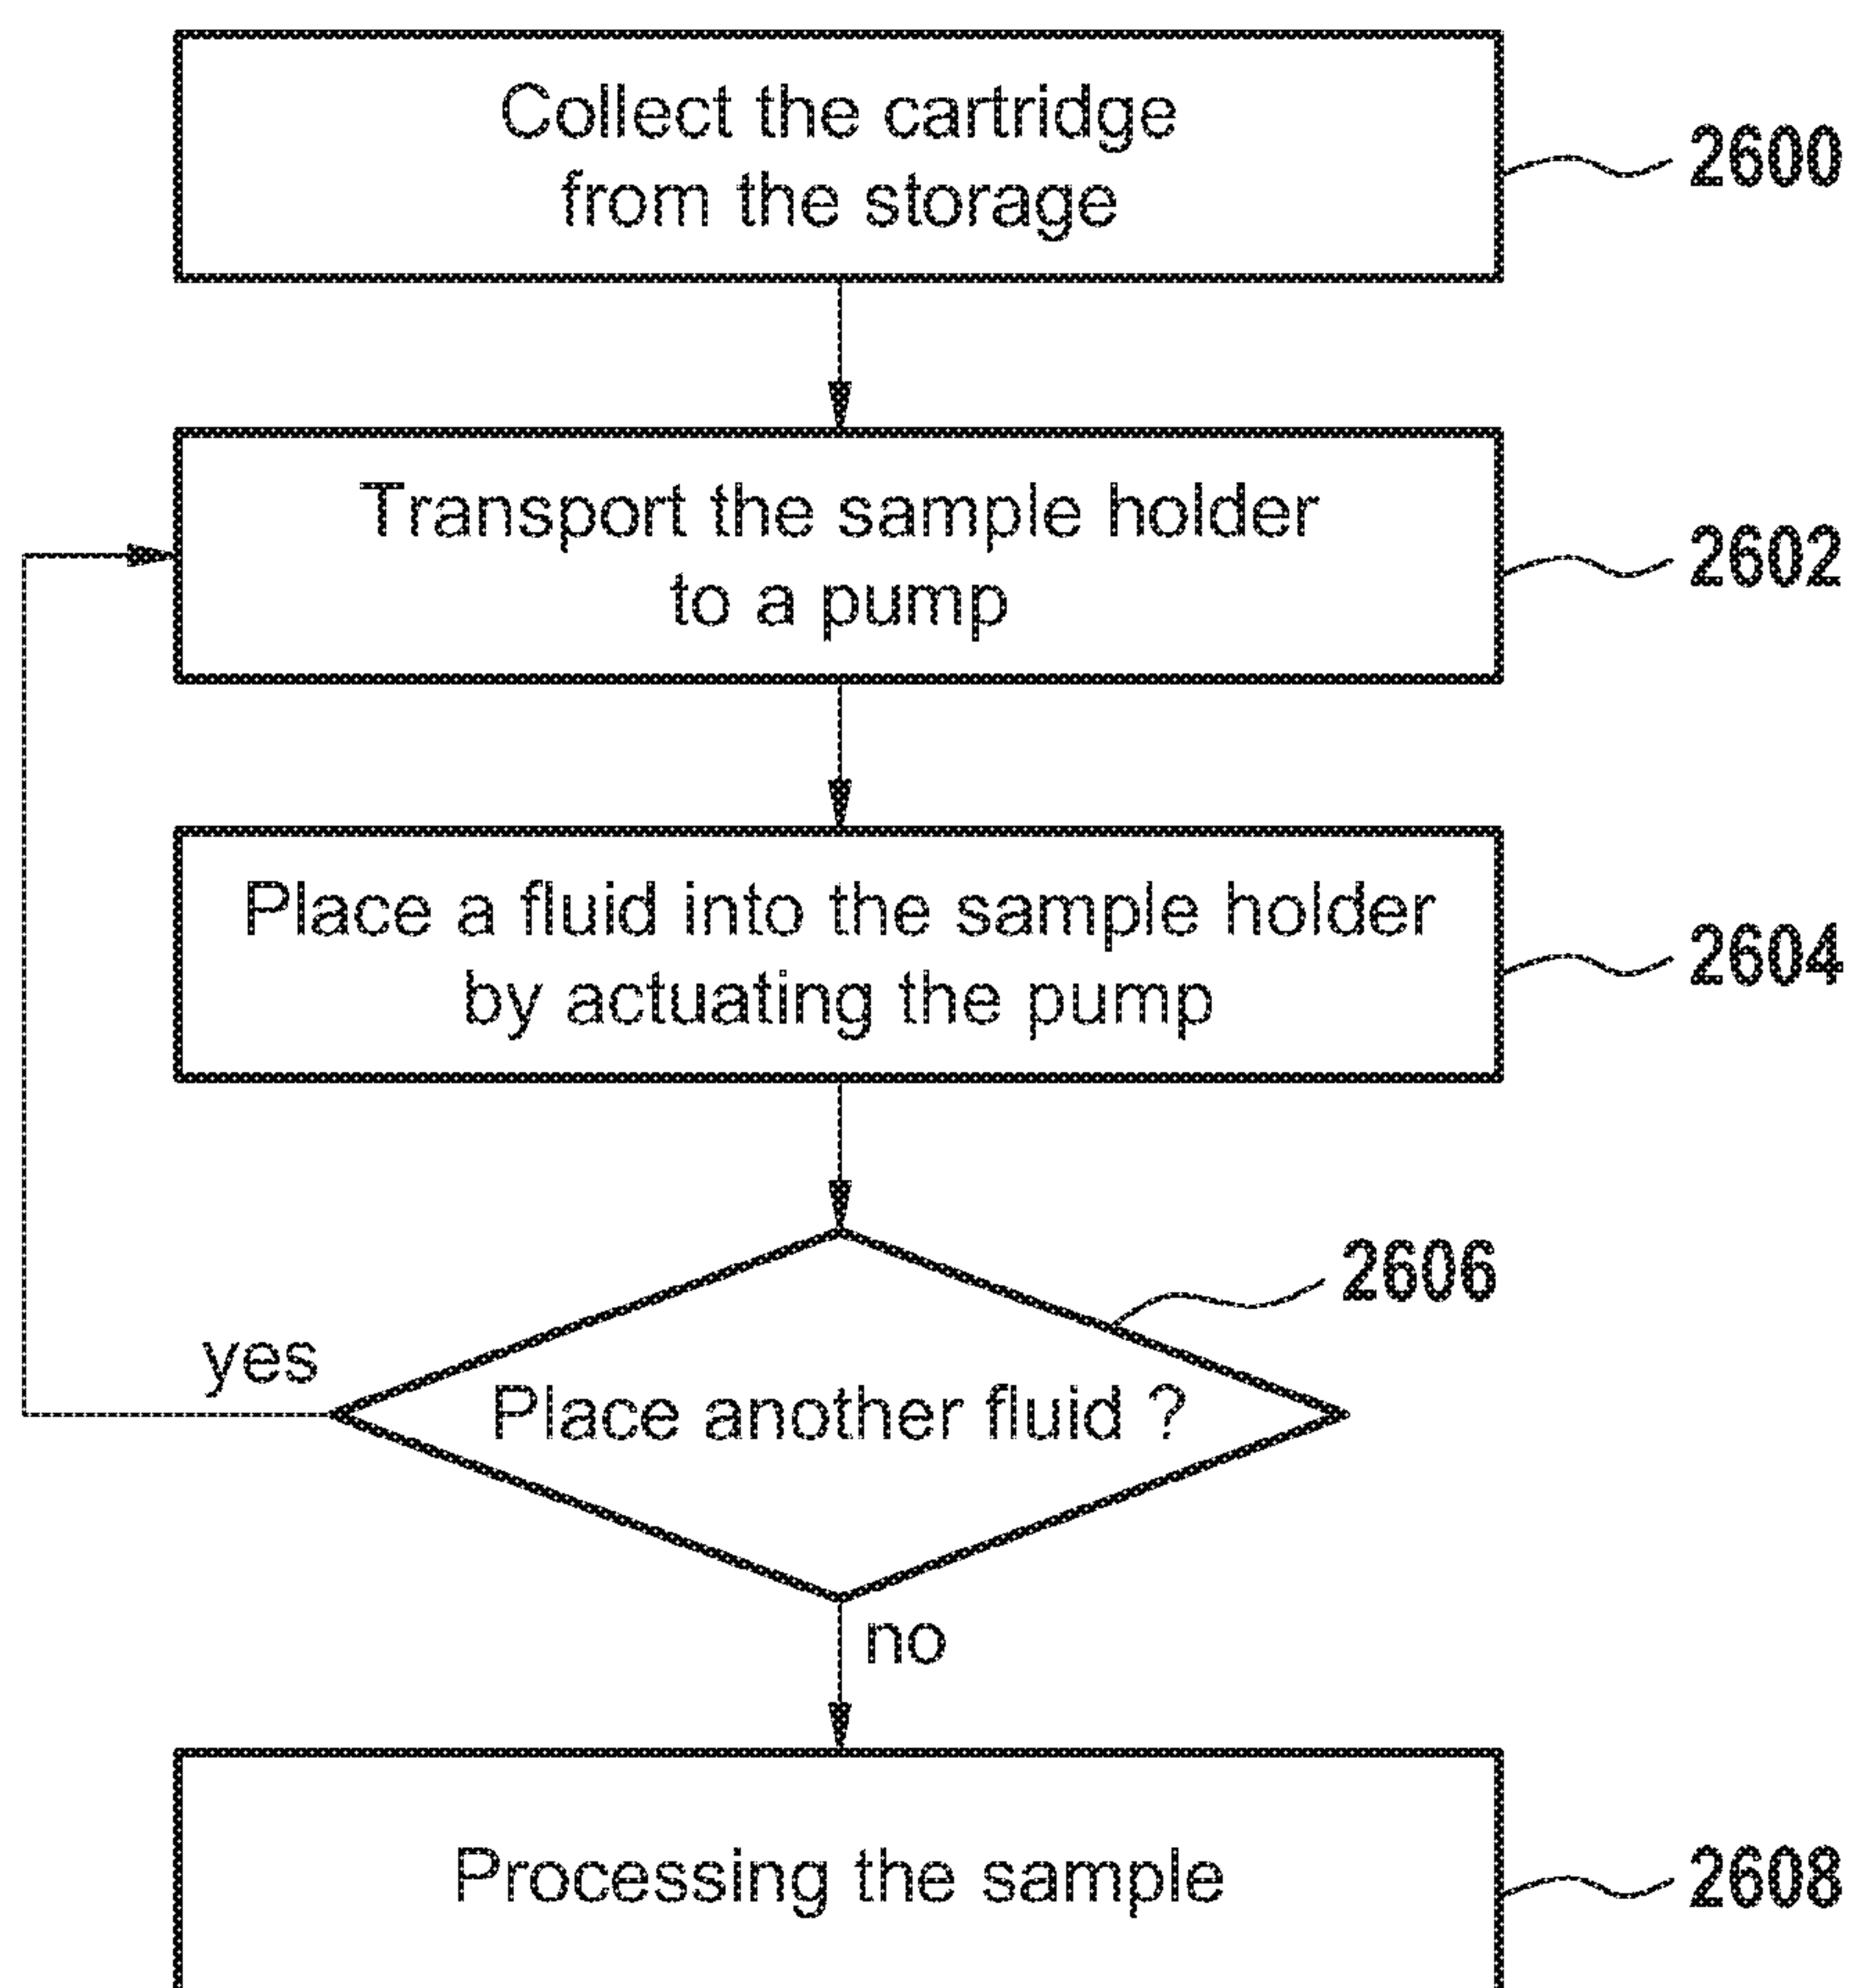 Collect the cartridge
from the storage
2600
Transport the sample holder
to a pump
2602
Place a fluid into the sample holder
by actuating the pump
2604
2606
yes
Place another fluid ?
no
Processing the sample
2608